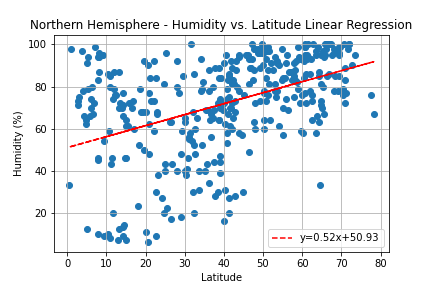 Northern Hemisphere - Humidity vs. Latitude Linear Regression
100
80
60
40
20
Humidity (%)
y=0.52x+50.93
0 10 20 30 40 50 60 70 80
Latitude